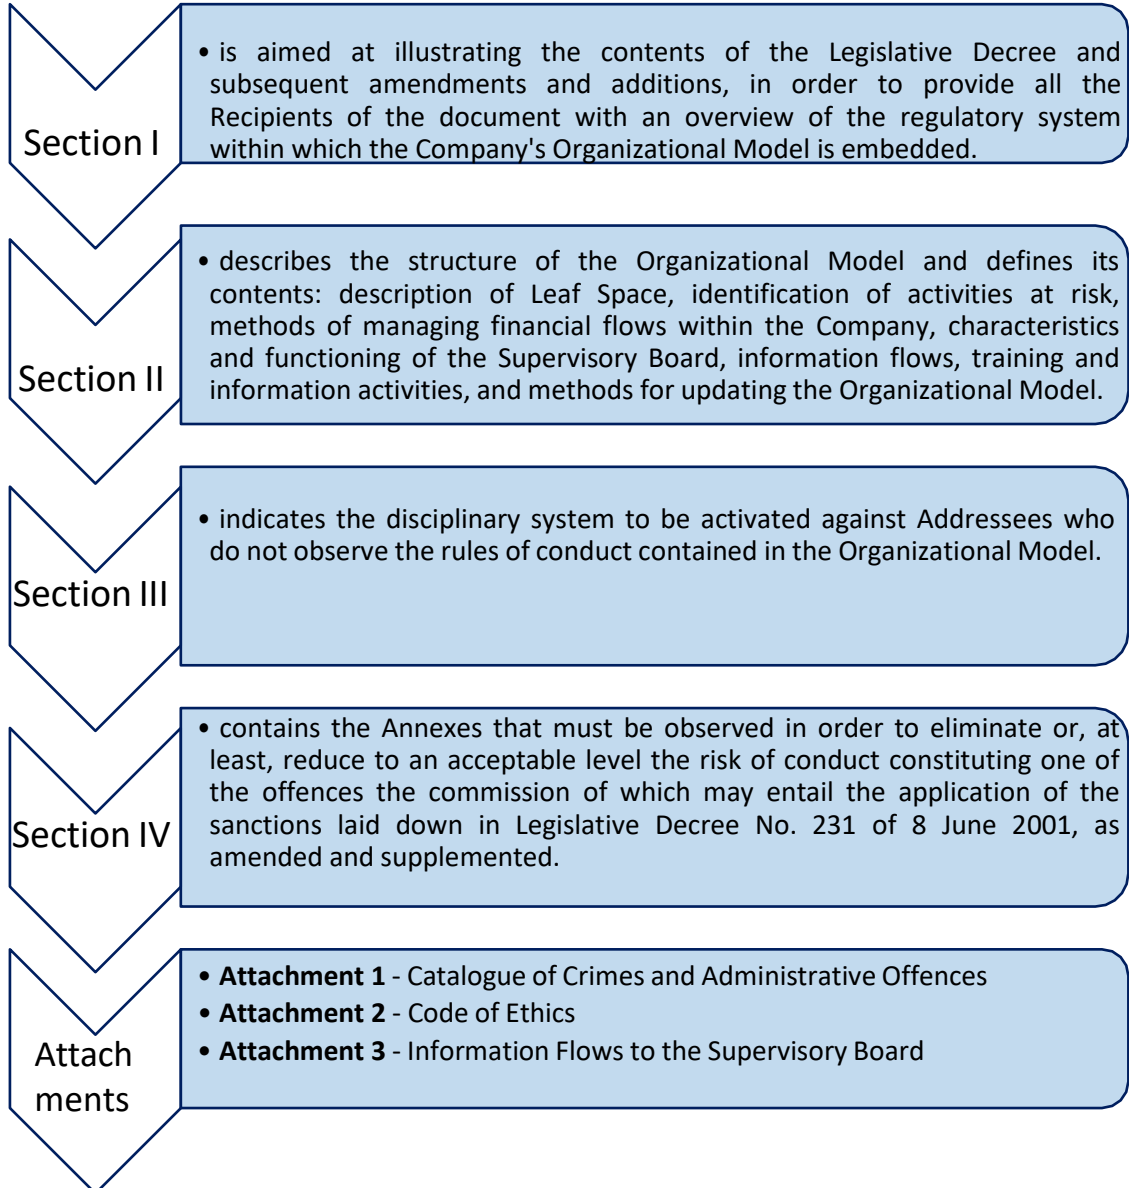 Section I
• is aimed at illustrating the contents of the Legislative Decree and
subsequent amendments and additions, in order to provide all the
Recipients of the document with an overview of the regulatory system
within which the Company's Organizational Model is embedded.
Section II
• describes the structure of the Organizational Model and defines its
contents: description of Leaf Space, identification of activities at risk,
methods of managing financial flows within the Company, characteristics
and functioning of the Supervisory Board, information flows, training and
information activities, and methods for updating the Organizational Model.
Section III
• indicates the disciplinary system to be activated against Addressees who
do not observe the rules of conduct contained in the Organizational Model.
Section IV
• contains the Annexes that must be observed in order to eliminate or, at
least, reduce to an acceptable level the risk of conduct constituting one of
the offences the commission of which may entail the application of the
sanctions laid down in Legislative Decree No. 231 of 8 June 2001, as
amended and supplemented.
Attach
ments
• Attachment 1 - Catalogue of Crimes and Administrative Offences
• Attachment 2 - Code of Ethics
• Attachment 3 - Information Flows to the Supervisory Board